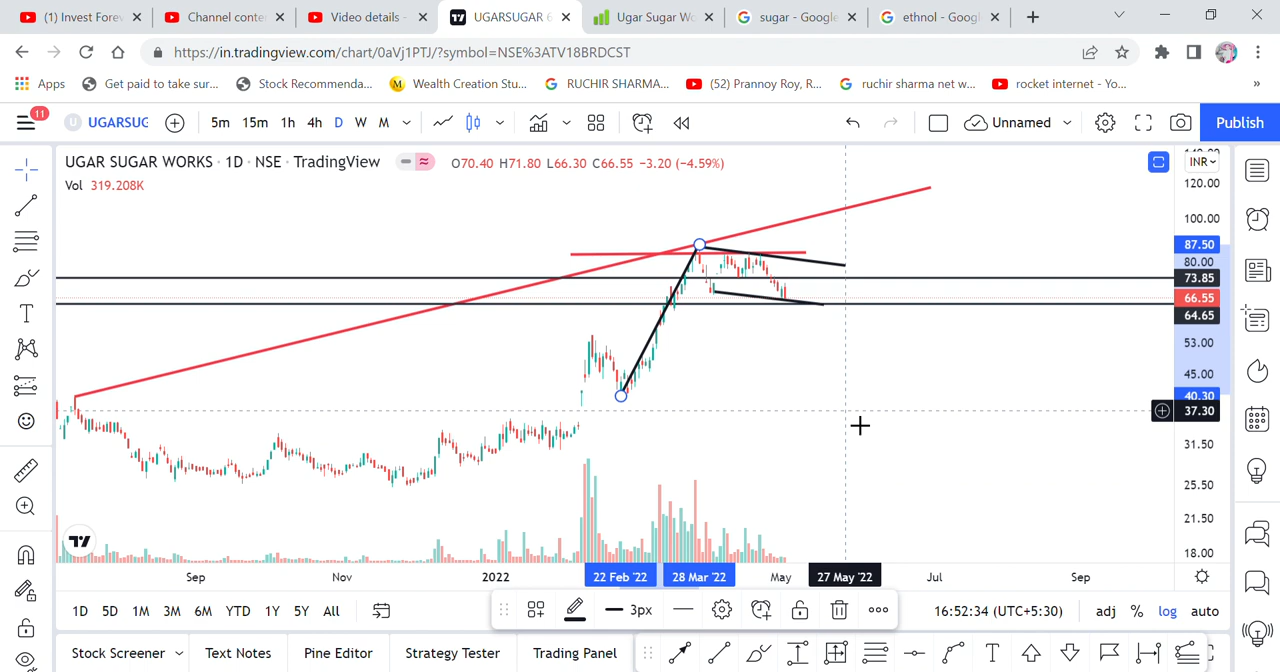 (1) Invest Forev
Channel conte
Video details -
UGARSUGAR 6
Ugar Sugar Wo
sugar - Google
ethnol - Googl
https://in.tradingview.com/chart/0aVj1PTJ/?symbol=NSE%3ATV18BRDCST
Apps
Get paid to take sur...
Stock Recommenda...
M
Wealth Creation Stu...
RUCHIR SHARMA...
(52) Prannoy Roy, R...
ruchir sharma net w...
rocket internet - Yo...
»
11
U
UGARSUG
5m
15m
1h
4h
D
W
M
Unnamed
Publish
UGAR SUGAR WORKS · 1D · NSE · TradingView
O70.40 H71.80 L66.30 C66.55 −3.20 (−4.59%)
Vol 319.208K
INR
140.00
120.00
100.00
87.50
80.00
73.85
66.55
64.65
53.00
45.00
40.30
37.30
31.50
25.50
21.50
18.00
Sep
Nov
2022
22 Feb '22
28 Mar '22
May
27 May '22
Jul
Sep
1D
5D
1M
3M
6M
YTD
1Y
5Y
All
3px
16:52:34 (UTC+5:30)
adj
%
log
auto
Stock Screener
Text Notes
Pine Editor
Strategy Tester
Trading Panel